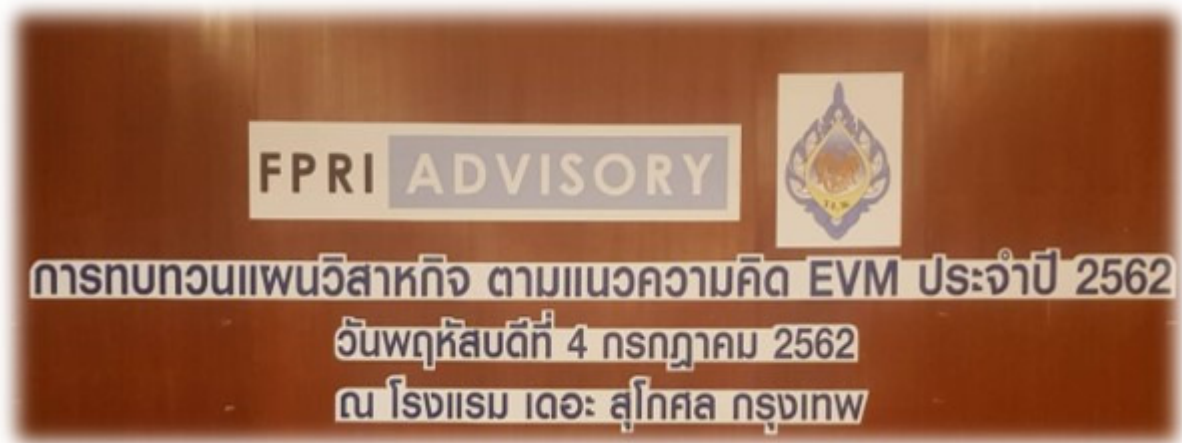 FPRI ADVISORY
การทบทวนแผนวิสาหกิจ ตามแนวความคิด EVM ประจำปี 2562
วันพฤหัสบดีที่ 4 กรกฎาคม 2562
ณ โรงแรม เดอะ สุโกศล กรุงเทพ